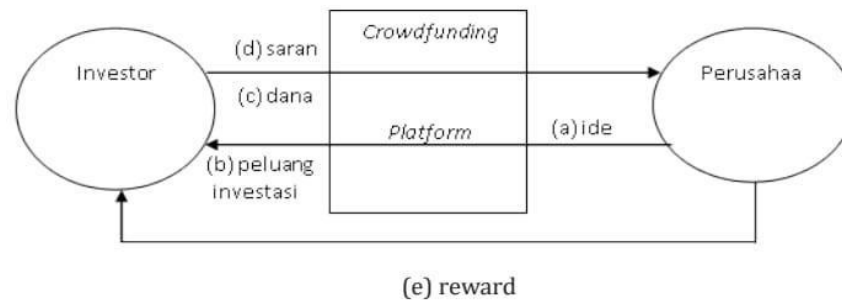 Crowdfunding
(d) saran
Investor
Perusahaa
(c) dana
Platform
(a) ide
(b) peluang
investasi
(e) reward